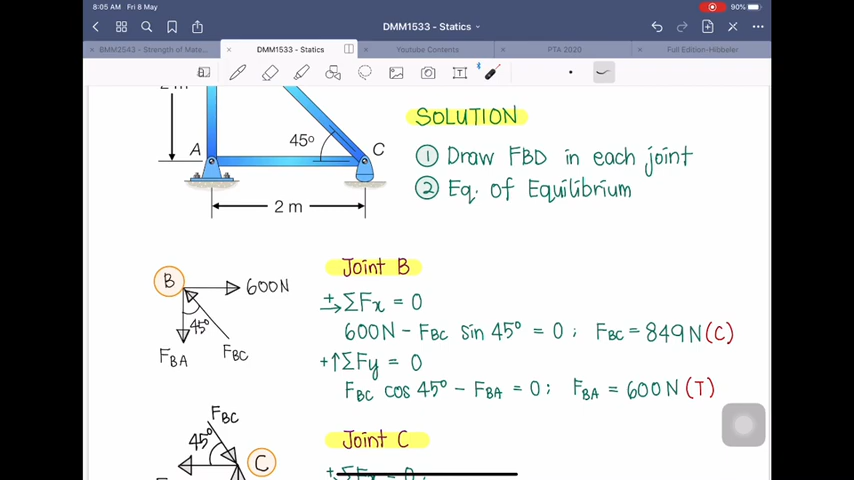 8:05 AM Fri 8 May
90%
DMM1533 - Statics
BMM2543 - Strength of Mate...
DMM1533 - Statics
Youtube Contents
PTA 2020
Full Edition-Hibbeler
A
45°
C
2 m
SOLUTION
1 Draw FBD in each joint
2 Eq. of Equilibrium
B
600N
45°
FBA
FBC
Joint B
+→ ΣFx = 0
600N - FBC sin 45° = 0; FBC = 849N (C)
+↑ ΣFy = 0
FBC cos 45° - FBA = 0; FBA = 600N (T)
FBC
45°
C
Joint C